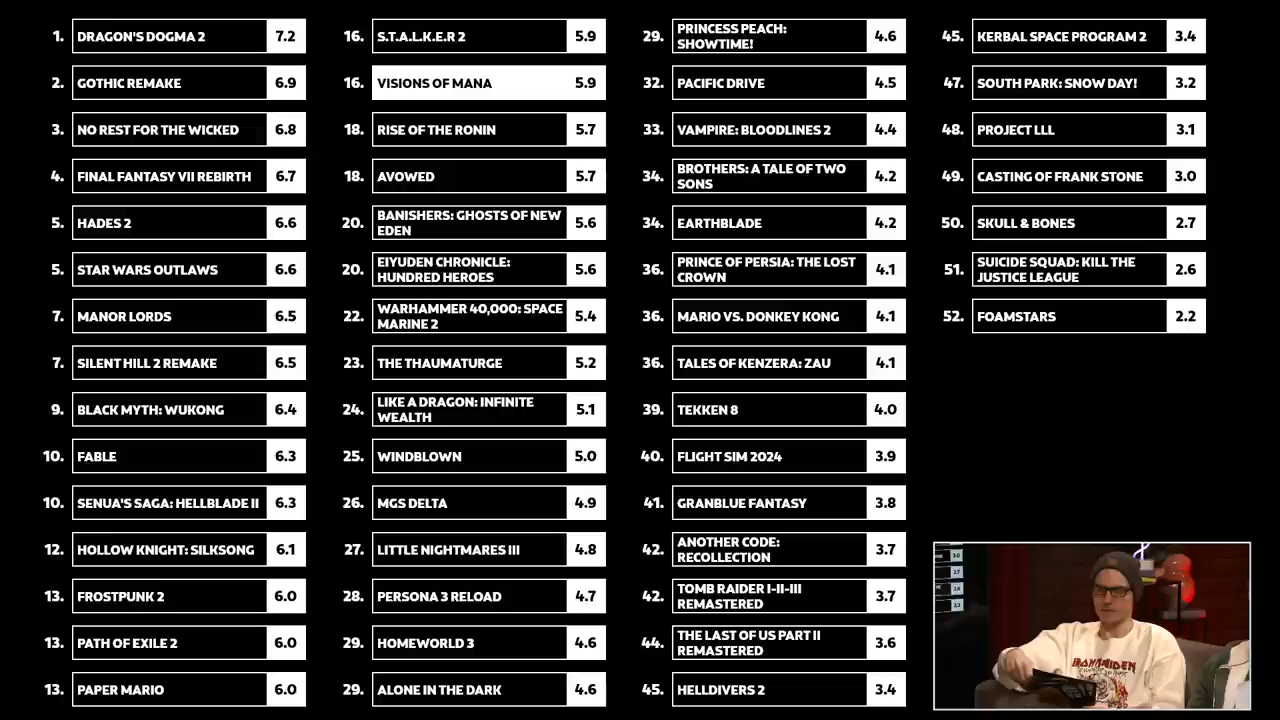 1. DRAGON'S DOGMA 2 7.2
2. GOTHIC REMAKE 6.9
3. NO REST FOR THE WICKED 6.8
4. FINAL FANTASY VII REBIRTH 6.7
5. HADES 2 6.6
5. STAR WARS OUTLAWS 6.6
7. MANOR LORDS 6.5
7. SILENT HILL 2 REMAKE 6.5
9. BLACK MYTH: WUKONG 6.4
10. FABLE 6.3
10. SENUA'S SAGA: HELLBLADE II 6.3
12. HOLLOW KNIGHT: SILKSONG 6.1
13. FROSTPUNK 2 6.0
13. PATH OF EXILE 2 6.0
13. PAPER MARIO 6.0
16. S.T.A.L.K.E.R 2 5.9
16. VISIONS OF MANA 5.9
18. RISE OF THE RONIN 5.7
18. AVOWED 5.7
20. BANISHERS: GHOSTS OF NEW
EDEN 5.6
20. EIYUDEN CHRONICLE:
HUNDRED HEROES 5.6
22. WARHAMMER 40,000: SPACE
MARINE 2 5.4
23. THE THAUMATURGE 5.2
24. LIKE A DRAGON: INFINITE
WEALTH 5.1
25. WINDBLOWN 5.0
26. MGS DELTA 4.9
27. LITTLE NIGHTMARES III 4.8
28. PERSONA 3 RELOAD 4.7
29. HOMEWORLD 3 4.6
29. ALONE IN THE DARK 4.6
29. PRINCESS PEACH:
SHOWTIME! 4.6
32. PACIFIC DRIVE 4.5
33. VAMPIRE: BLOODLINES 2 4.4
34. BROTHERS: A TALE OF TWO
SONS 4.2
34. EARTHBLADE 4.2
36. PRINCE OF PERSIA: THE LOST
CROWN 4.1
36. MARIO VS. DONKEY KONG 4.1
36. TALES OF KENZERA: ZAU 4.1
39. TEKKEN 8 4.0
40. FLIGHT SIM 2024 3.9
41. GRANBLUE FANTASY 3.8
42. ANOTHER CODE:
RECOLLECTION 3.7
42. TOMB RAIDER I-II-III
REMASTERED 3.7
44. THE LAST OF US PART II
REMASTERED 3.6
45. HELLDIVERS 2 3.4
45. KERBAL SPACE PROGRAM 2 3.4
47. SOUTH PARK: SNOW DAY! 3.2
48. PROJECT LLL 3.1
49. CASTING OF FRANK STONE 3.0
50. SKULL & BONES 2.7
51. SUICIDE SQUAD: KILL THE
JUSTICE LEAGUE 2.6
52. FOAMSTARS 2.2
3.0
2.7
2.6
2.2
IRON MAIDEN